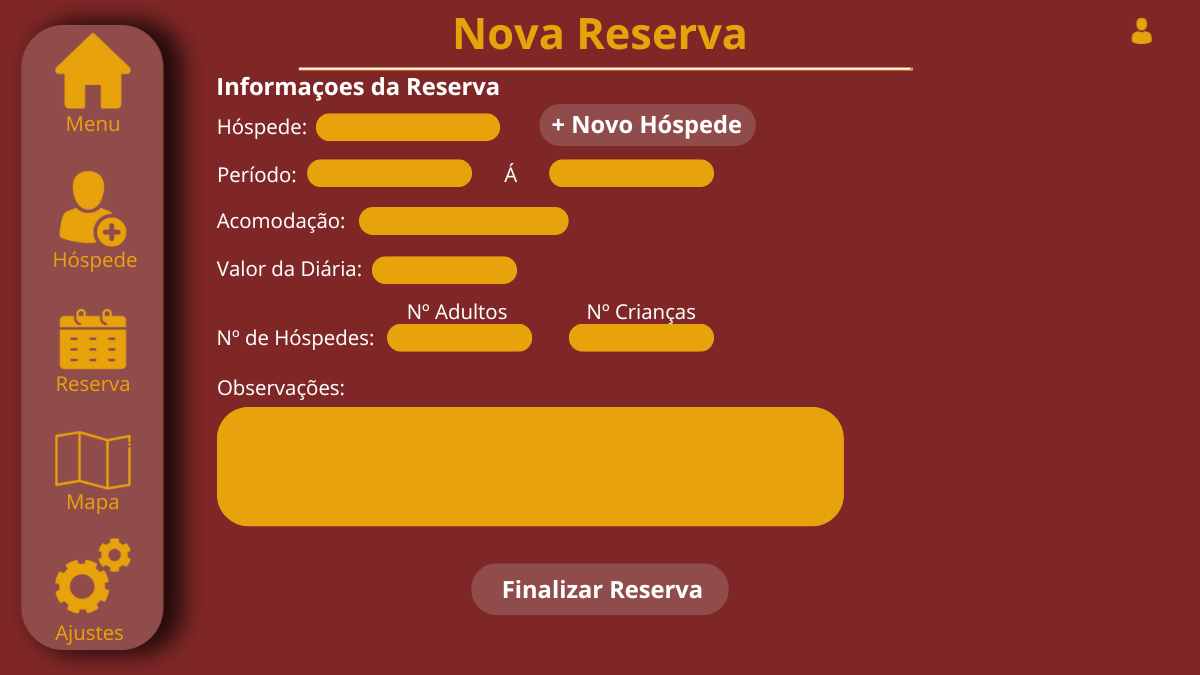 Nova Reserva
Menu
Hóspede
Reserva
Mapa
Ajustes
Informaçoes da Reserva
Hóspede:
+ Novo Hóspede
Período:
Á
Acomodação:
Valor da Diária:
Nº Adultos
Nº Crianças
Nº de Hóspedes:
Observações:
Finalizar Reserva